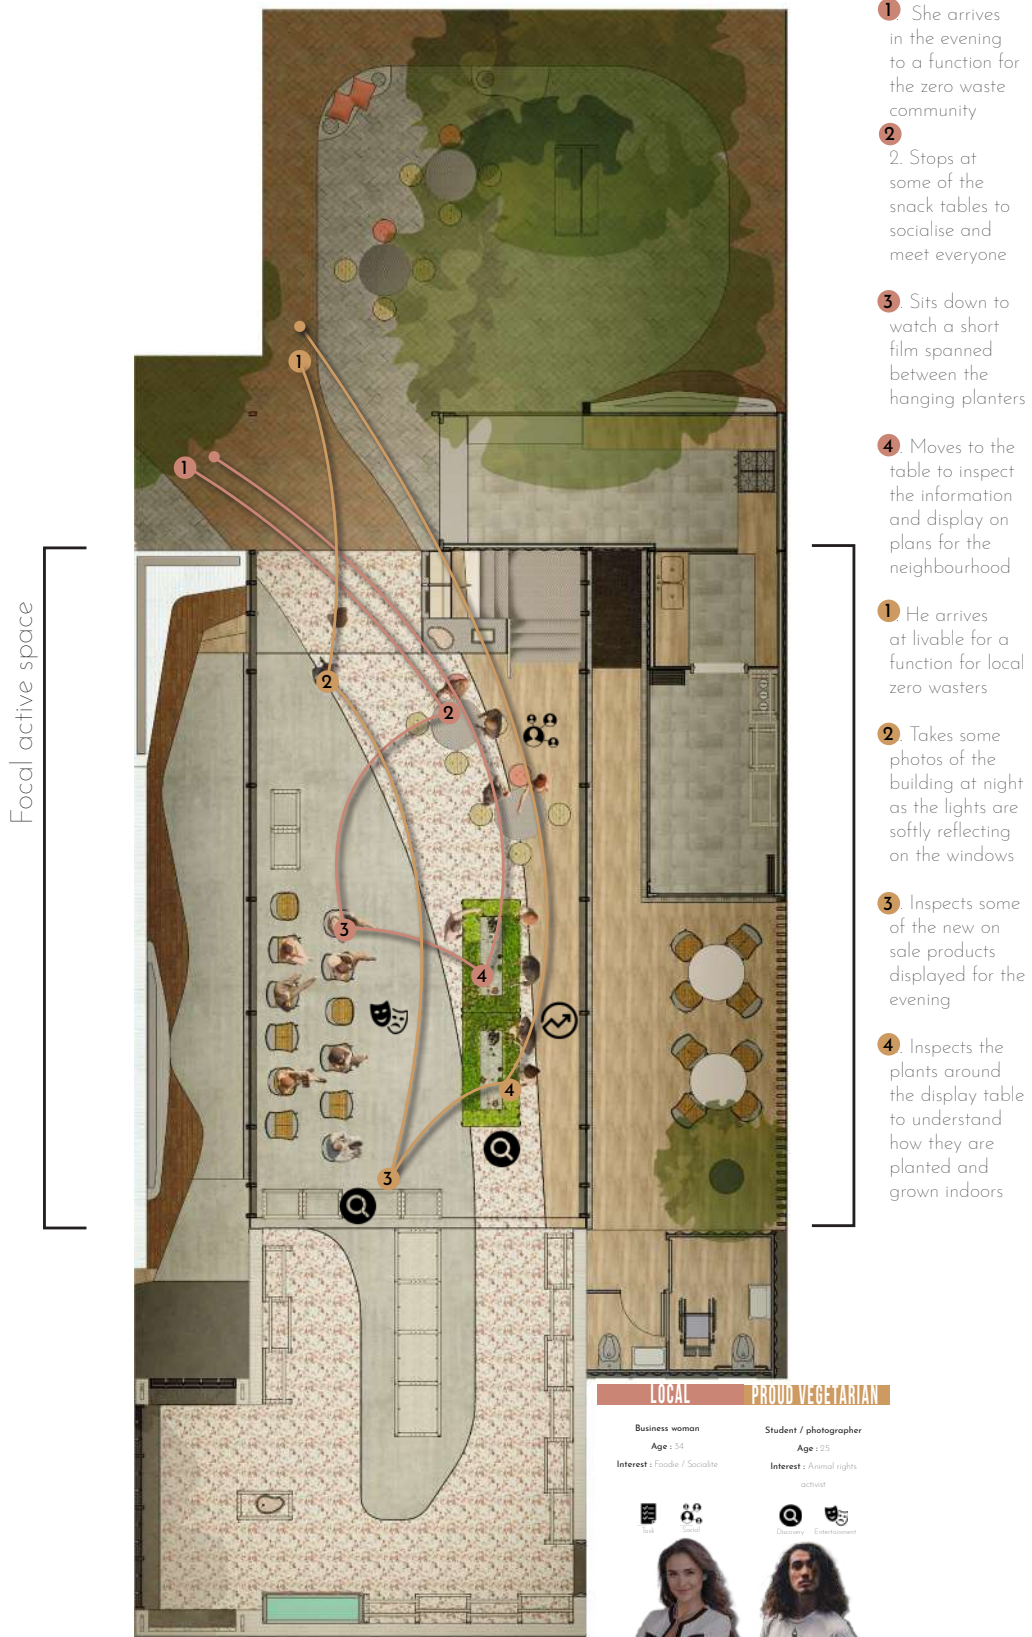 1. She arrives
in the evening
to a function for
the zero waste
community
2
2. Stops at
some of the
snack tables to
socialise and
meet everyone
3. Sits down to
watch a short
film spanned
between the
hanging planters
4. Moves to the
table to inspect
the information
and display on
plans for the
neighbourhood
1. He arrives
at livable for a
function for local
zero wasters
2. Takes some
photos of the
building at night
as the lights are
softly reflecting
on the windows
3. Inspects some
of the new on
sale products
displayed for the
evening
4. Inspects the
plants around
the display table
to understand
how they are
planted and
grown indoors
Focal active space
1
1
2
2
3
4
4
3
LOCAL
Business woman
Age : 34
Interest : Foodie / Socialite
Task
Social
PROUD VEGETARIAN
Student / photographer
Age : 25
Interest : Animal rights
activist
Discovery
Entertainment